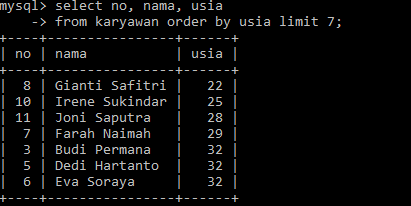 mysql> select no, nama, usia
    -> from karyawan order by usia limit 7;
+----+-----------------+------+
| no | nama            | usia |
+----+-----------------+------+
|  8 | Gianti Safitri  |   22 |
| 10 | Irene Sukindar  |   25 |
| 11 | Joni Saputra    |   28 |
|  7 | Farah Naimah    |   29 |
|  3 | Budi Permana    |   32 |
|  5 | Dedi Hartanto   |   32 |
|  6 | Eva Soraya      |   32 |
+----+-----------------+------+